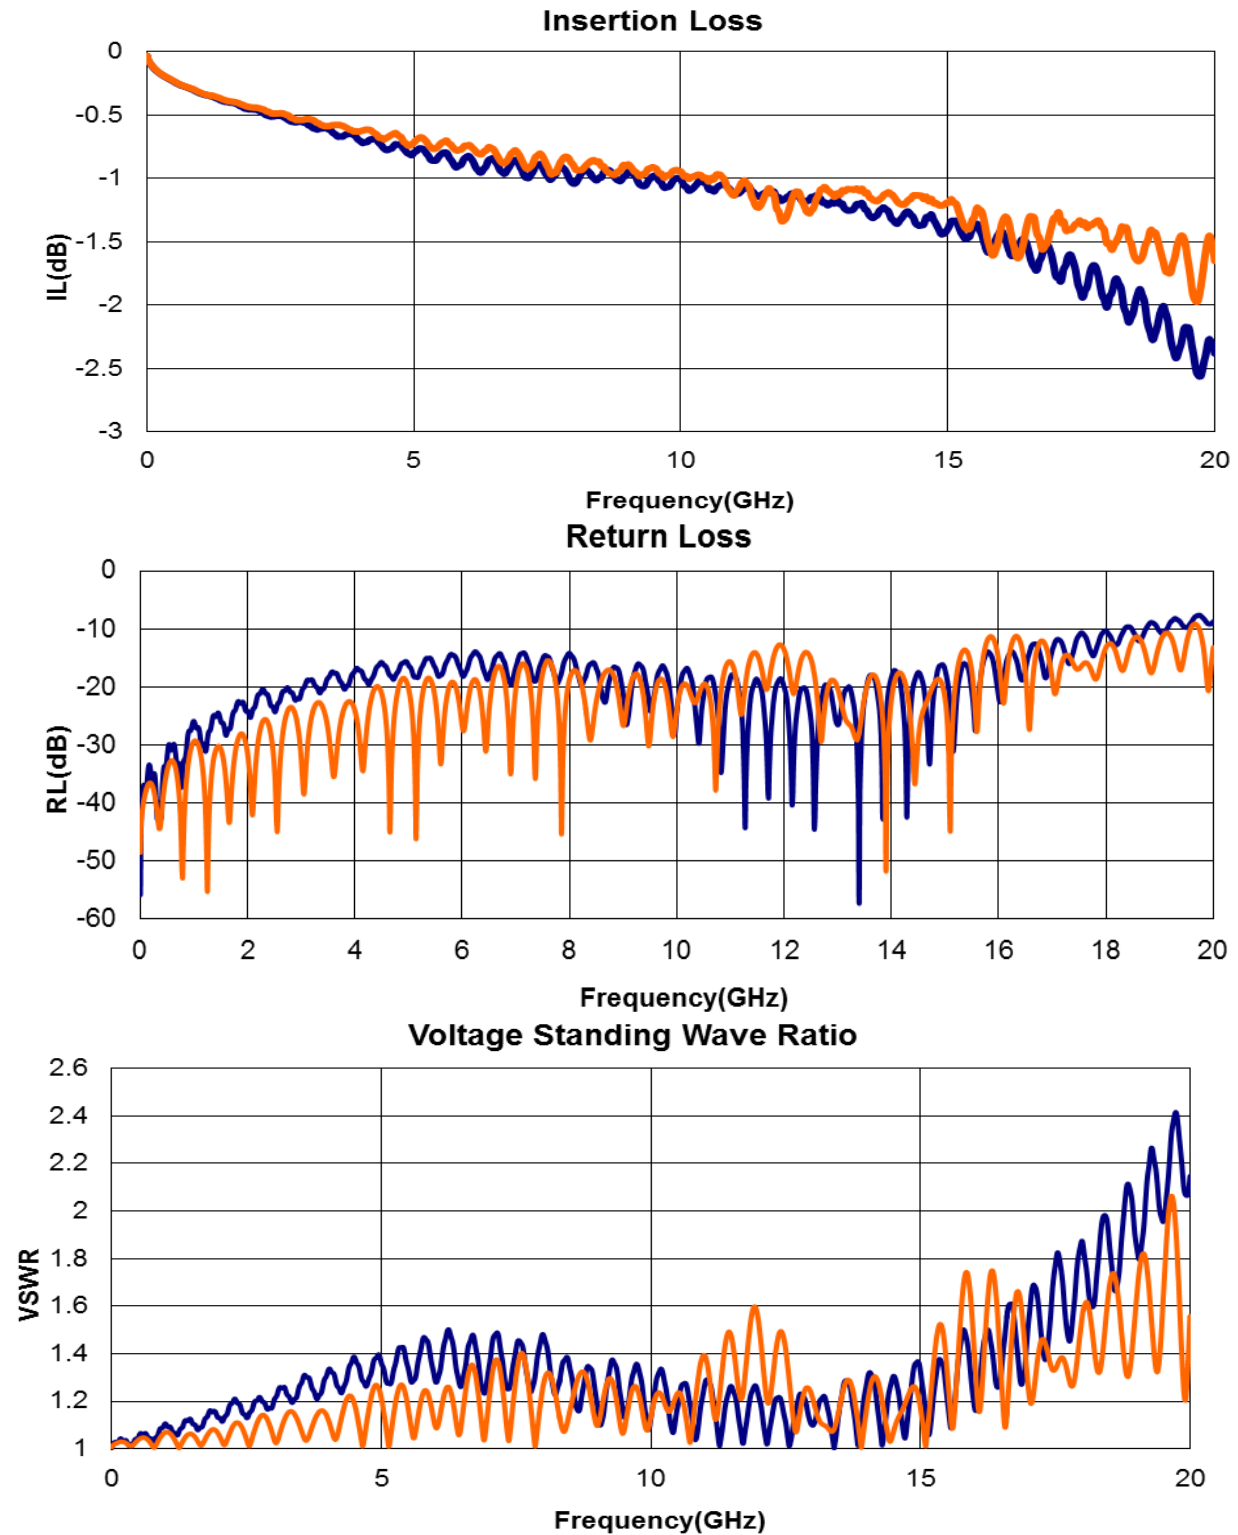 Insertion Loss
0
-0.5
-1
-1.5
-2
-2.5
-3
IL(dB)
0 5 10 15 20
Frequency(GHz)
Return Loss
0
-10
-20
-30
-40
-50
-60
RL(dB)
0 2 4 6 8 10 12 14 16 18 20
Frequency(GHz)
Voltage Standing Wave Ratio
2.6
2.4
2.2
2
1.8
1.6
1.4
1.2
1
VSWR
0 5 10 15 20
Frequency(GHz)